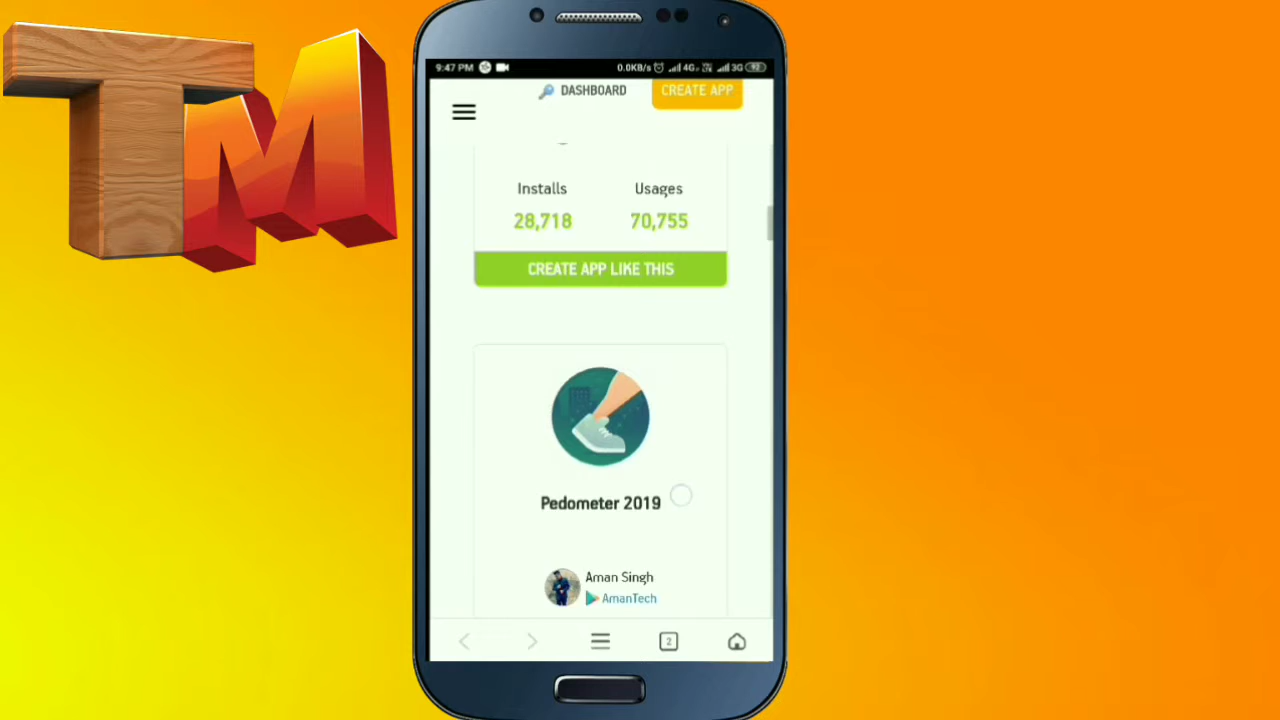 TM
9:47 PM
0.0KB/s 4G 3G 92
DASHBOARD
CREATE APP
Installs
Usages
28,718
70,755
CREATE APP LIKE THIS
Pedometer 2019
Aman Singh
AmanTech
2